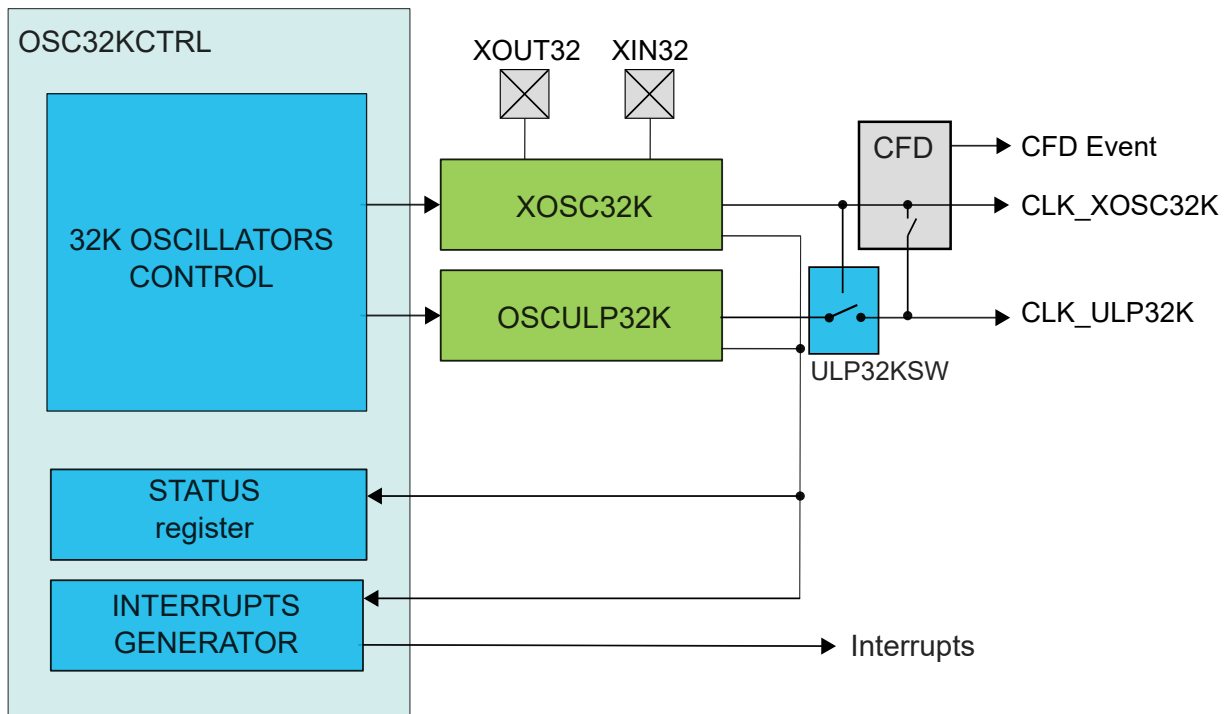 OSC32KCTRL
XOUT32
XIN32
32K OSCILLATORS
CONTROL
XOSC32K
OSCULP32K
CFD
CFD Event
CLK_XOSC32K
CLK_ULP32K
ULP32KSW
STATUS
register
INTERRUPTS
GENERATOR
Interrupts